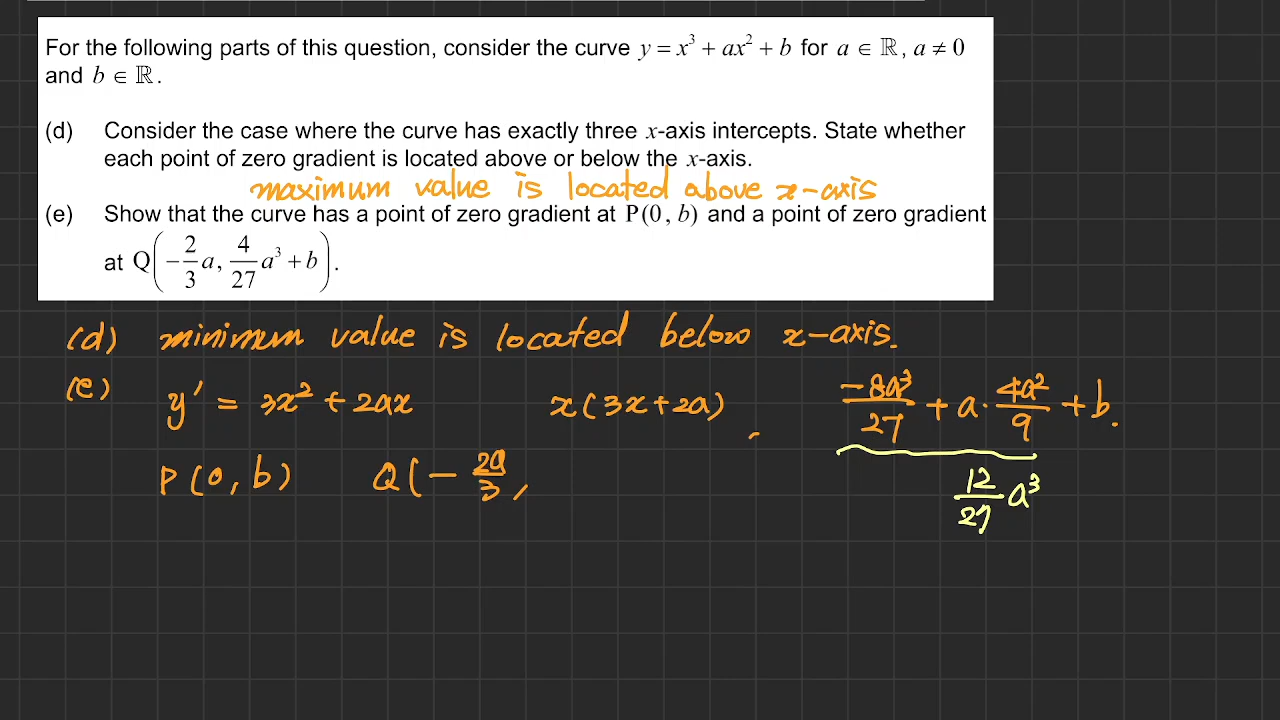 For the following parts of this question, consider the curve y = x³ + ax² + b for a ∈ ℝ, a ≠ 0
and b ∈ ℝ.
(d) Consider the case where the curve has exactly three x-axis intercepts. State whether
each point of zero gradient is located above or below the x-axis.
maximum value is located above x-axis
(e) Show that the curve has a point of zero gradient at P(0, b) and a point of zero gradient
at Q(-2/3 a, 4/27 a³ + b).
(d) minimum value is located below x-axis.
(e) y' = 3x² + 2ax x(3x+2a) -8a³/27 + a · 4a²/9 + b.
P(0, b) Q(- 2a/3, 12/27 a³